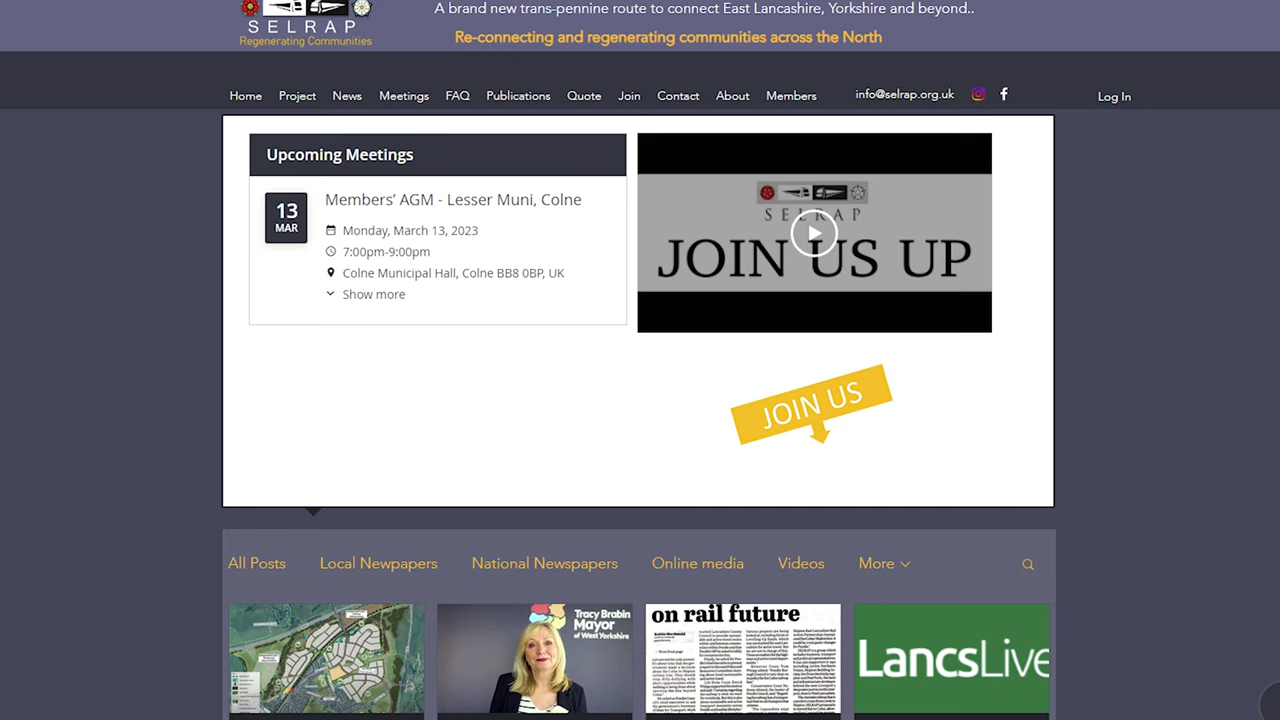 SELRAP
Regenerating Communities
A brand new trans-pennine route to connect East Lancashire, Yorkshire and beyond..
Re-connecting and regenerating communities across the North
Home Project News Meetings FAQ Publications Quote Join Contact About Members info@selrap.org.uk Log In
Upcoming Meetings
13
MAR
Members’ AGM - Lesser Muni, Colne
Monday, March 13, 2023
7:00pm-9:00pm
Colne Municipal Hall, Colne BB8 0BP, UK
Show more
SELRAP
JOIN US UP
JOIN US
All Posts Local Newpapers National Newspapers Online media Videos More
Tracy Brabin
Mayor
of West Yorkshire
on rail future
LancsLive